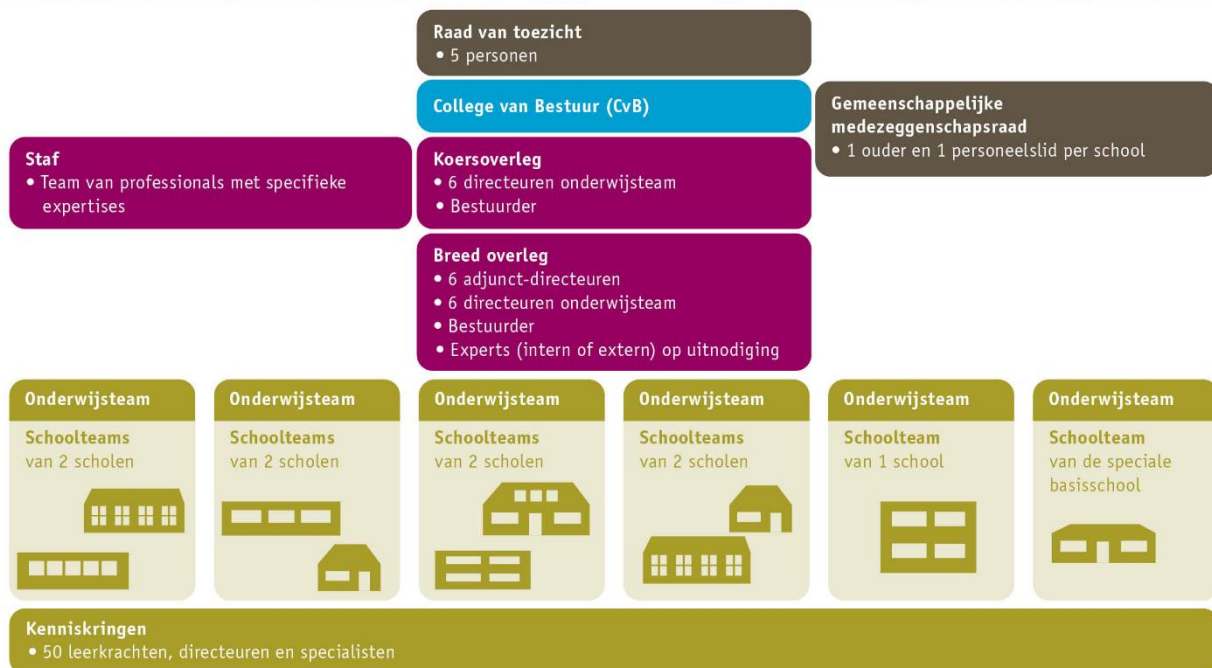 Raad van toezicht
• 5 personen
College van Bestuur (CvB)
Gemeenschappelijke
medezeggenschapsraad
• 1 ouder en 1 personeelslid per school
Staf
• Team van professionals met specifieke
expertises
Koersoverleg
• 6 directeuren onderwijsteam
• Bestuurder
Breed overleg
• 6 adjunct-directeuren
• 6 directeuren onderwijsteam
• Bestuurder
• Experts (intern of extern) op uitnodiging
Onderwijsteam
Schoolteams
van 2 scholen
Onderwijsteam
Schoolteams
van 2 scholen
Onderwijsteam
Schoolteams
van 2 scholen
Onderwijsteam
Schoolteams
van 2 scholen
Onderwijsteam
Schoolteam
van 1 school
Onderwijsteam
Schoolteam
van de speciale
basisschool
Kenniskringen
• 50 leerkrachten, directeuren en specialisten